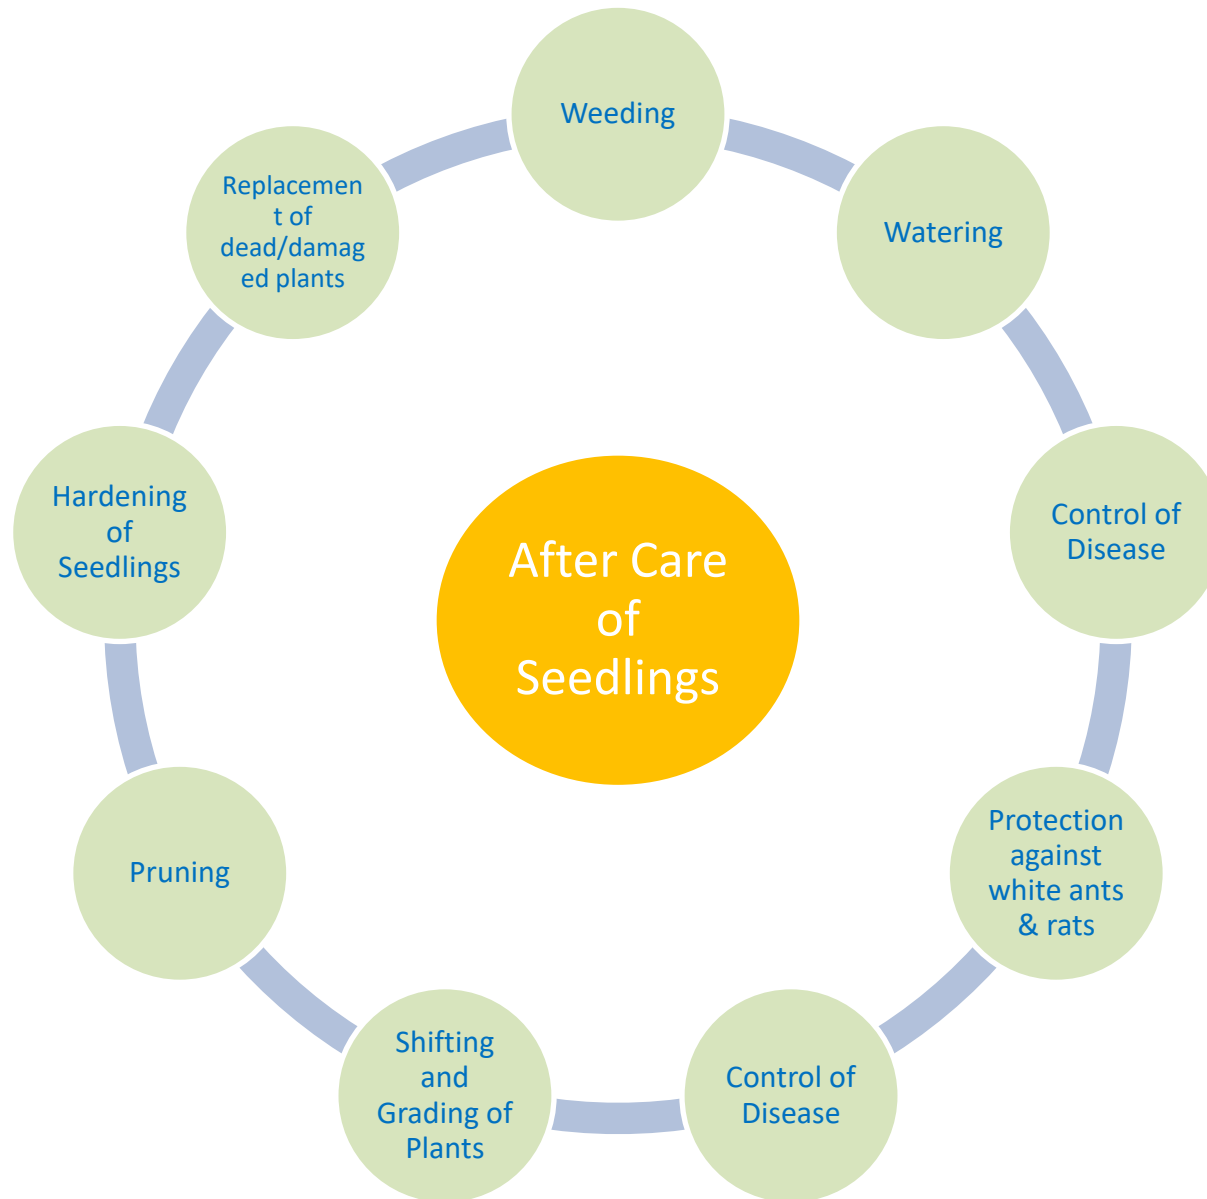 Weeding
Watering
Control of
Disease
Protection
against
white ants
& rats
Control of
Disease
Shifting
and
Grading of
Plants
Pruning
Hardening
of
Seedlings
Replacemen
t of
dead/damag
ed plants
After Care
of
Seedlings